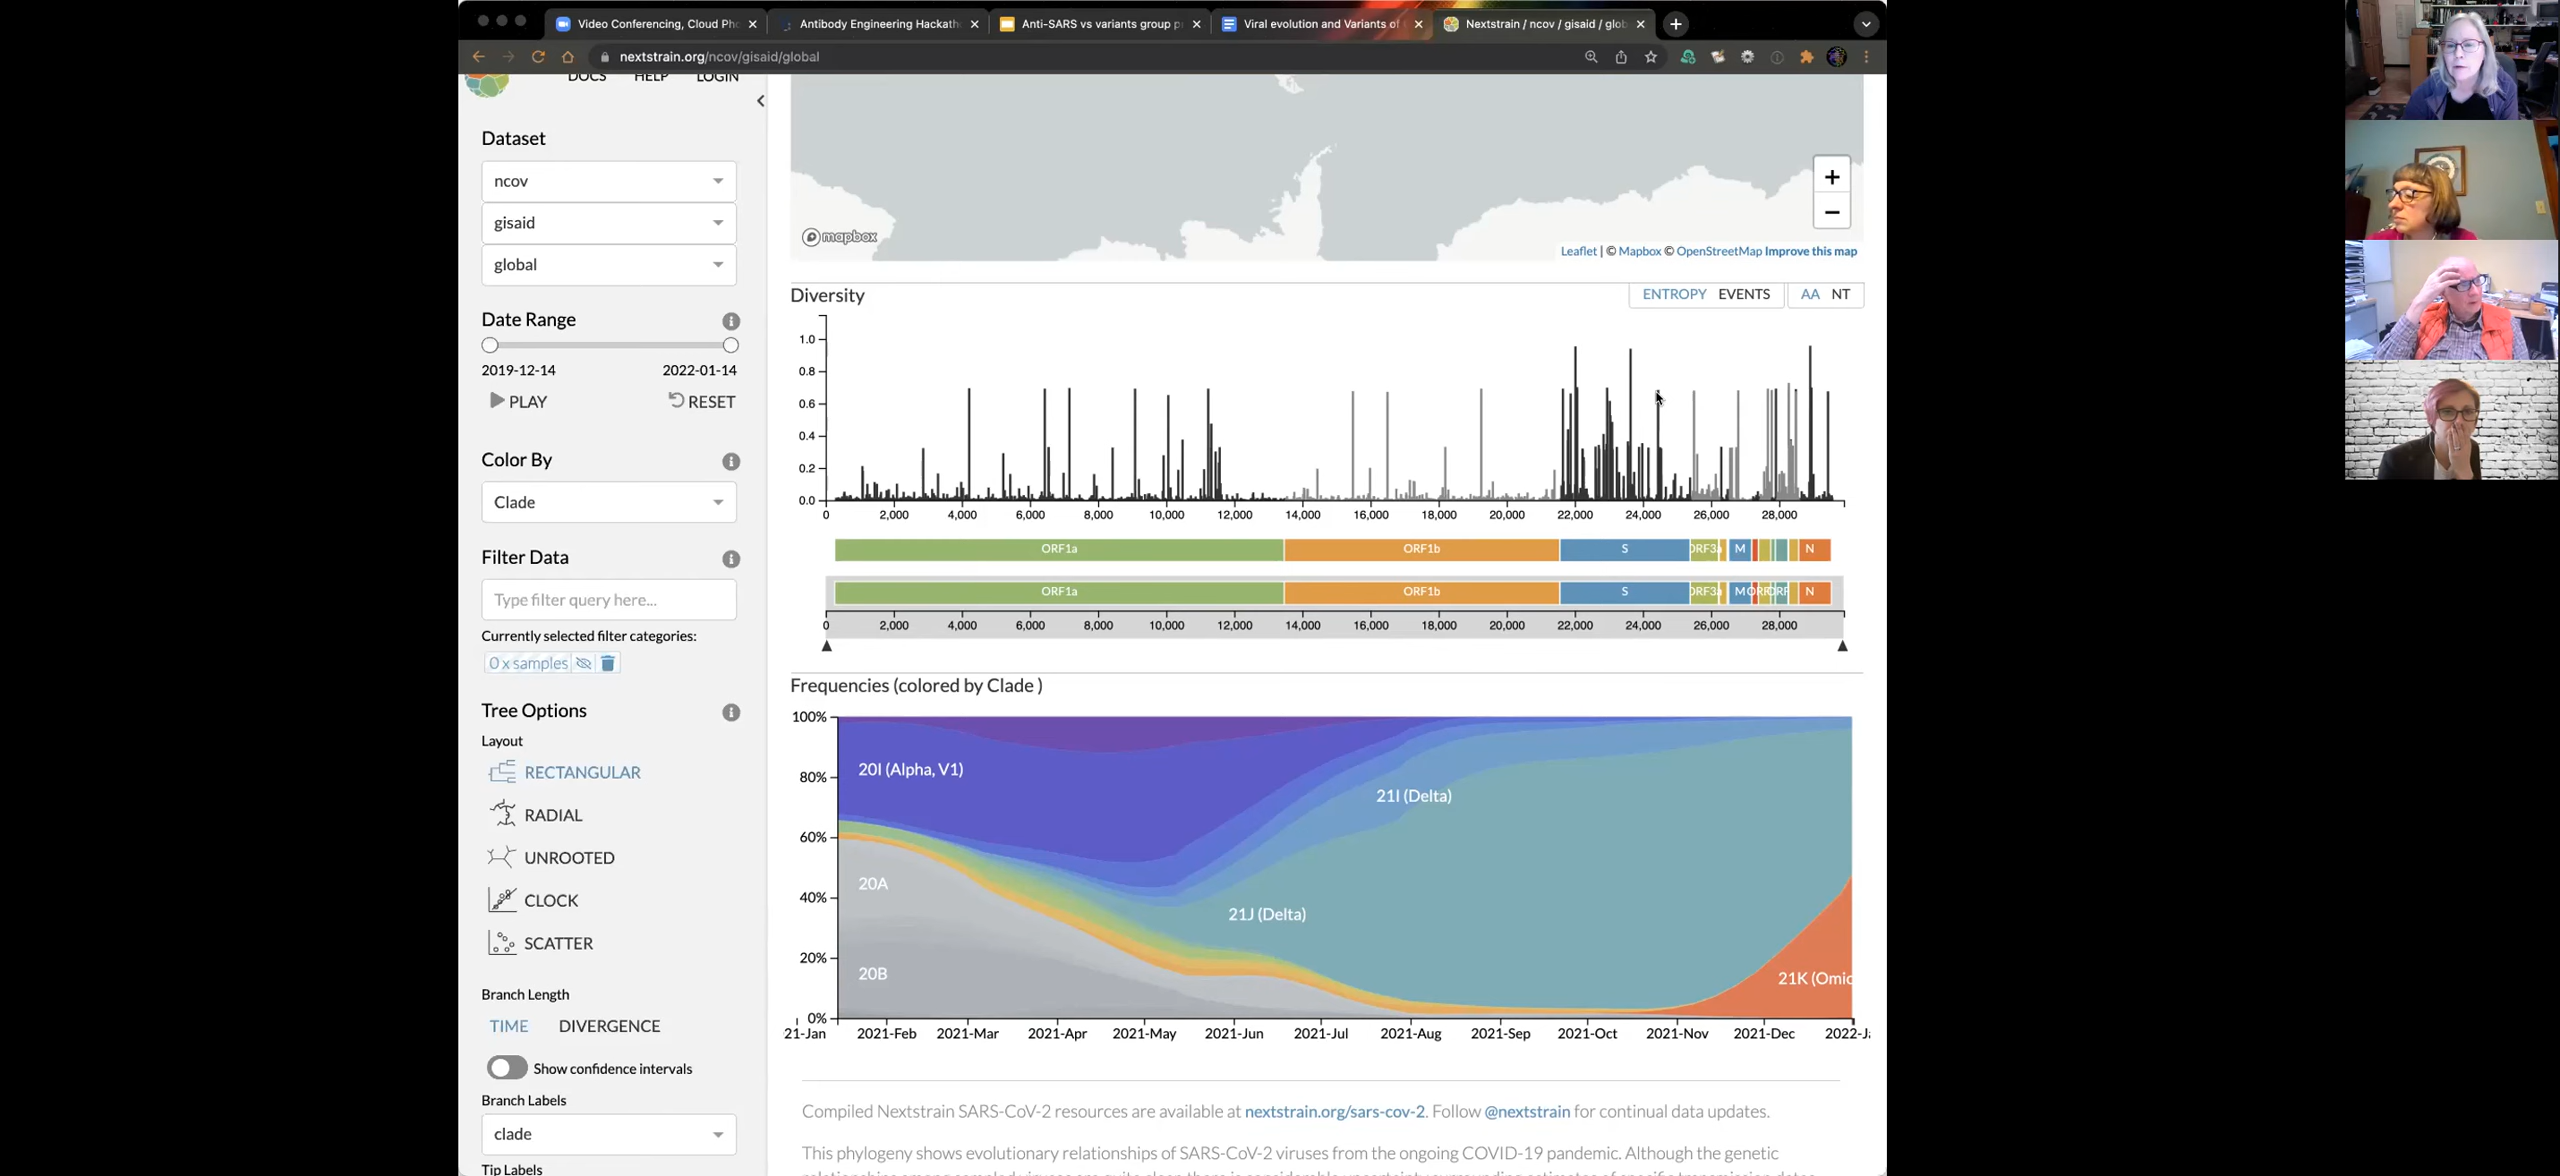 Video Conferencing, Cloud Pho
Antibody Engineering Hackatho
Anti-SARS vs variants group p
Viral evolution and Variants of
Nextstrain / ncov / gisaid / glob
nextstrain.org/ncov/gisaid/global
DOCS HELP LOGIN
Dataset
ncov
gisaid
global
Date Range
2019-12-14 2022-01-14
PLAY RESET
Color By
Clade
Filter Data
Type filter query here...
Currently selected filter categories:
0 x samples
Tree Options
Layout
RECTANGULAR
RADIAL
UNROOTED
CLOCK
SCATTER
Branch Length
TIME DIVERGENCE
Show confidence intervals
Branch Labels
clade
Tip Labels
+
−
mapbox
Leaflet | © Mapbox © OpenStreetMap Improve this map
Diversity
ENTROPY EVENTS AA NT
1.0
0.8
0.6
0.4
0.2
0.0
0 2,000 4,000 6,000 8,000 10,000 12,000 14,000 16,000 18,000 20,000 22,000 24,000 26,000 28,000
ORF1a ORF1b S ORF3a M N
ORF1a ORF1b S ORF3a M N
0 2,000 4,000 6,000 8,000 10,000 12,000 14,000 16,000 18,000 20,000 22,000 24,000 26,000 28,000
Frequencies (colored by Clade )
100%
80%
60%
40%
20%
0%
20I (Alpha, V1)
21I (Delta)
20A
21J (Delta)
20B
21K (Omic
21-Jan 2021-Feb 2021-Mar 2021-Apr 2021-May 2021-Jun 2021-Jul 2021-Aug 2021-Sep 2021-Oct 2021-Nov 2021-Dec 2022-J
Compiled Nextstrain SARS-CoV-2 resources are available at nextstrain.org/sars-cov-2. Follow @nextstrain for continual data updates.
This phylogeny shows evolutionary relationships of SARS-CoV-2 viruses from the ongoing COVID-19 pandemic. Although the genetic